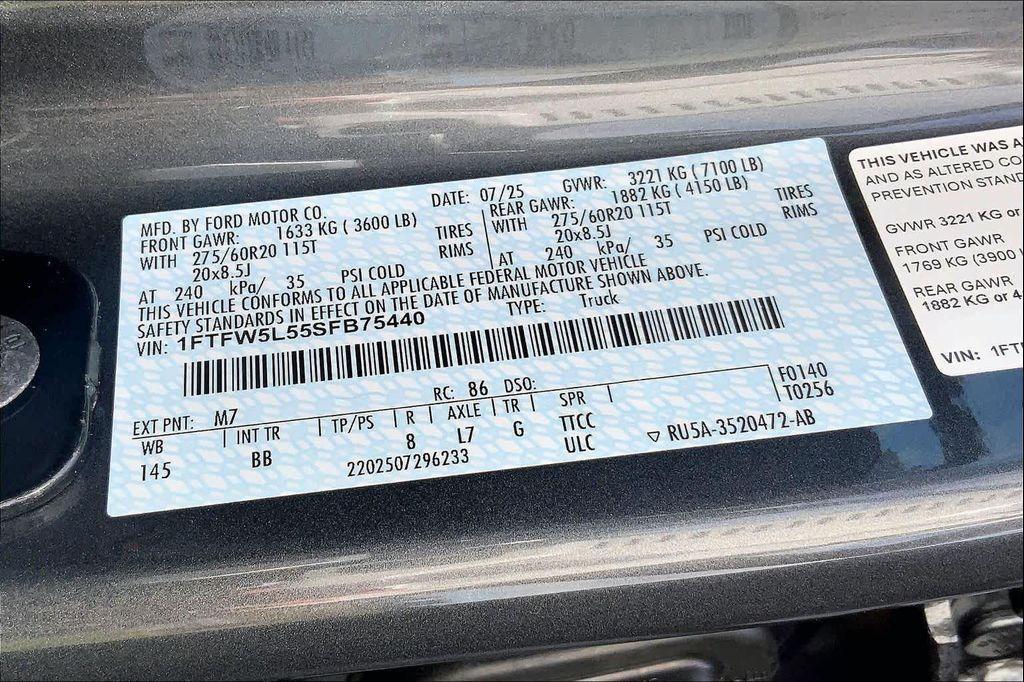 MFD. BY FORD MOTOR CO.
DATE: 07/25 GVWR: 3221 KG ( 7100 LB)
FRONT GAWR: 1633 KG ( 3600 LB)
REAR GAWR: 1882 KG ( 4150 LB)
WITH 275/60R20 115T TIRES
WITH 275/60R20 115T TIRES
20x8.5J RIMS
20x8.5J RIMS
AT 240 kPa/ 35 PSI COLD
AT 240 kPa/ 35 PSI COLD
THIS VEHICLE CONFORMS TO ALL APPLICABLE FEDERAL MOTOR VEHICLE
SAFETY STANDARDS IN EFFECT ON THE DATE OF MANUFACTURE SHOWN ABOVE.
VIN: 1FTFW5L55SFB75440
TYPE: Truck
EXT PNT: M7 RC: 86 DSO: F0140
WB INT TR TP/PS R AXLE TR SPR T0256
145 BB 8 L7 G TTCC
2202507296233 ULC ▽ RU5A-3520472-AB
THIS VEHICLE WAS A
AND AS ALTERED CO
PREVENTION STAND
GVWR 3221 KG or
FRONT GAWR
1769 KG (3900
REAR GAWR
1882 KG or 4
VIN: 1FT